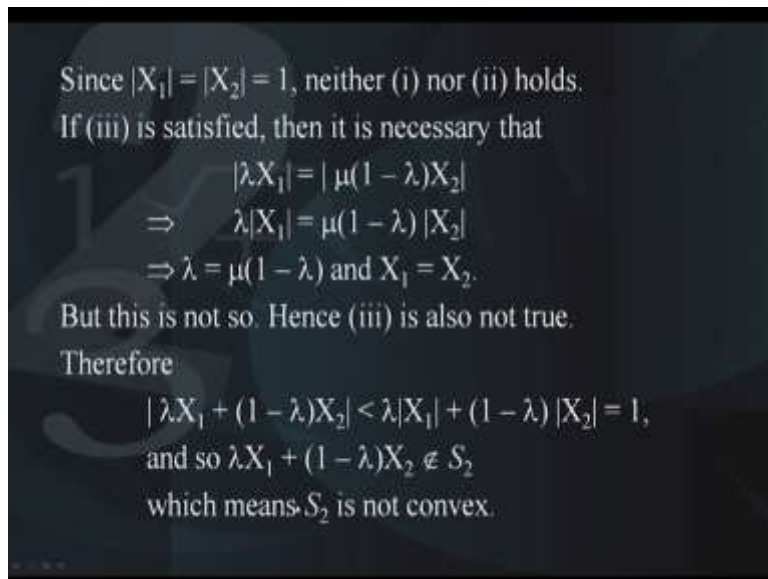 Since |X₁| = |X₂| = 1, neither (i) nor (ii) holds.
If (iii) is satisfied, then it is necessary that
|λX₁| = | μ(1 – λ)X₂|
⇒ λ|X₁| = μ(1 – λ) |X₂|
⇒ λ = μ(1 – λ) and X₁ = X₂.
But this is not so. Hence (iii) is also not true.
Therefore
| λX₁ + (1 – λ)X₂| < λ|X₁| + (1 – λ) |X₂| = 1,
and so λX₁ + (1 – λ)X₂ ∉ S₂
which means S₂ is not convex.